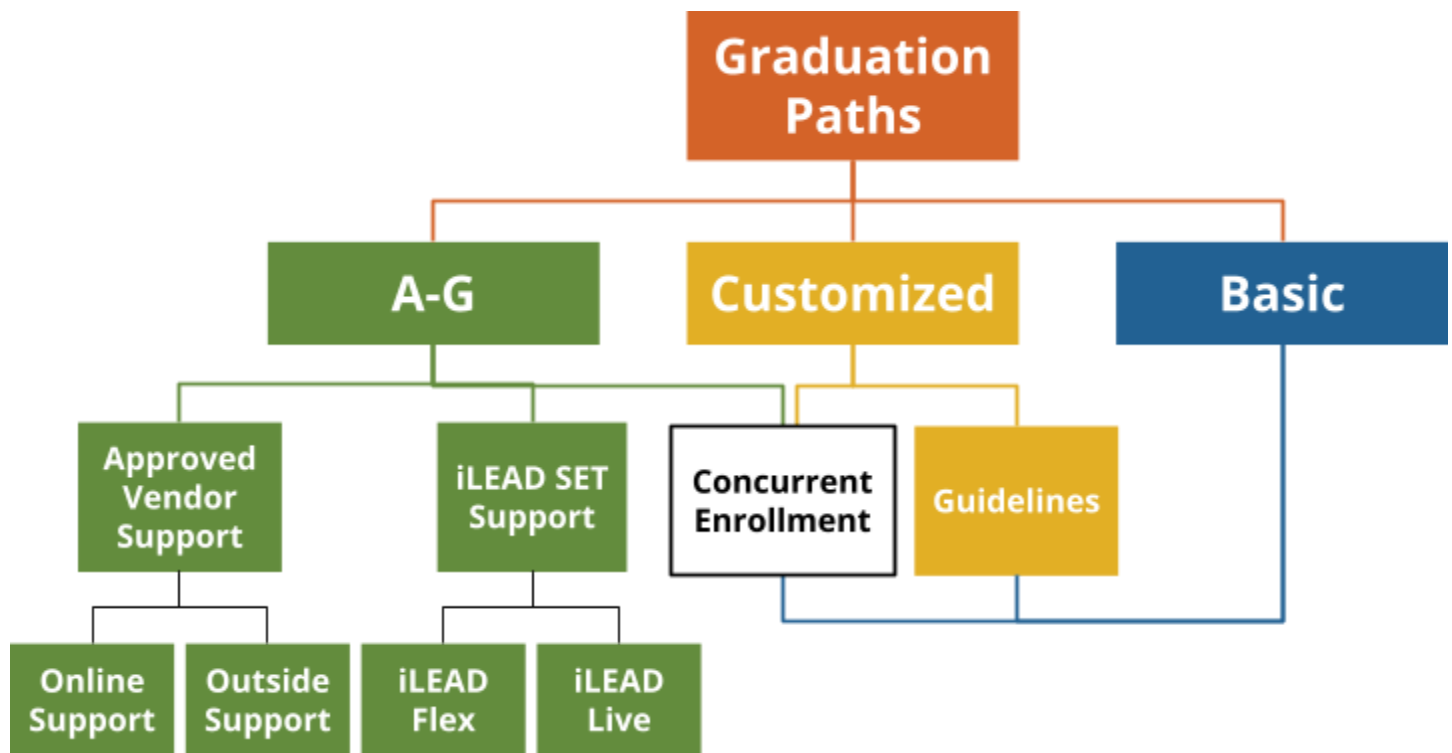 Graduation
Paths
A-G
Customized
Basic
Approved
Vendor
Support
iLEAD SET
Support
Concurrent
Enrollment
Guidelines
Online
Support
Outside
Support
iLEAD
Flex
iLEAD
Live